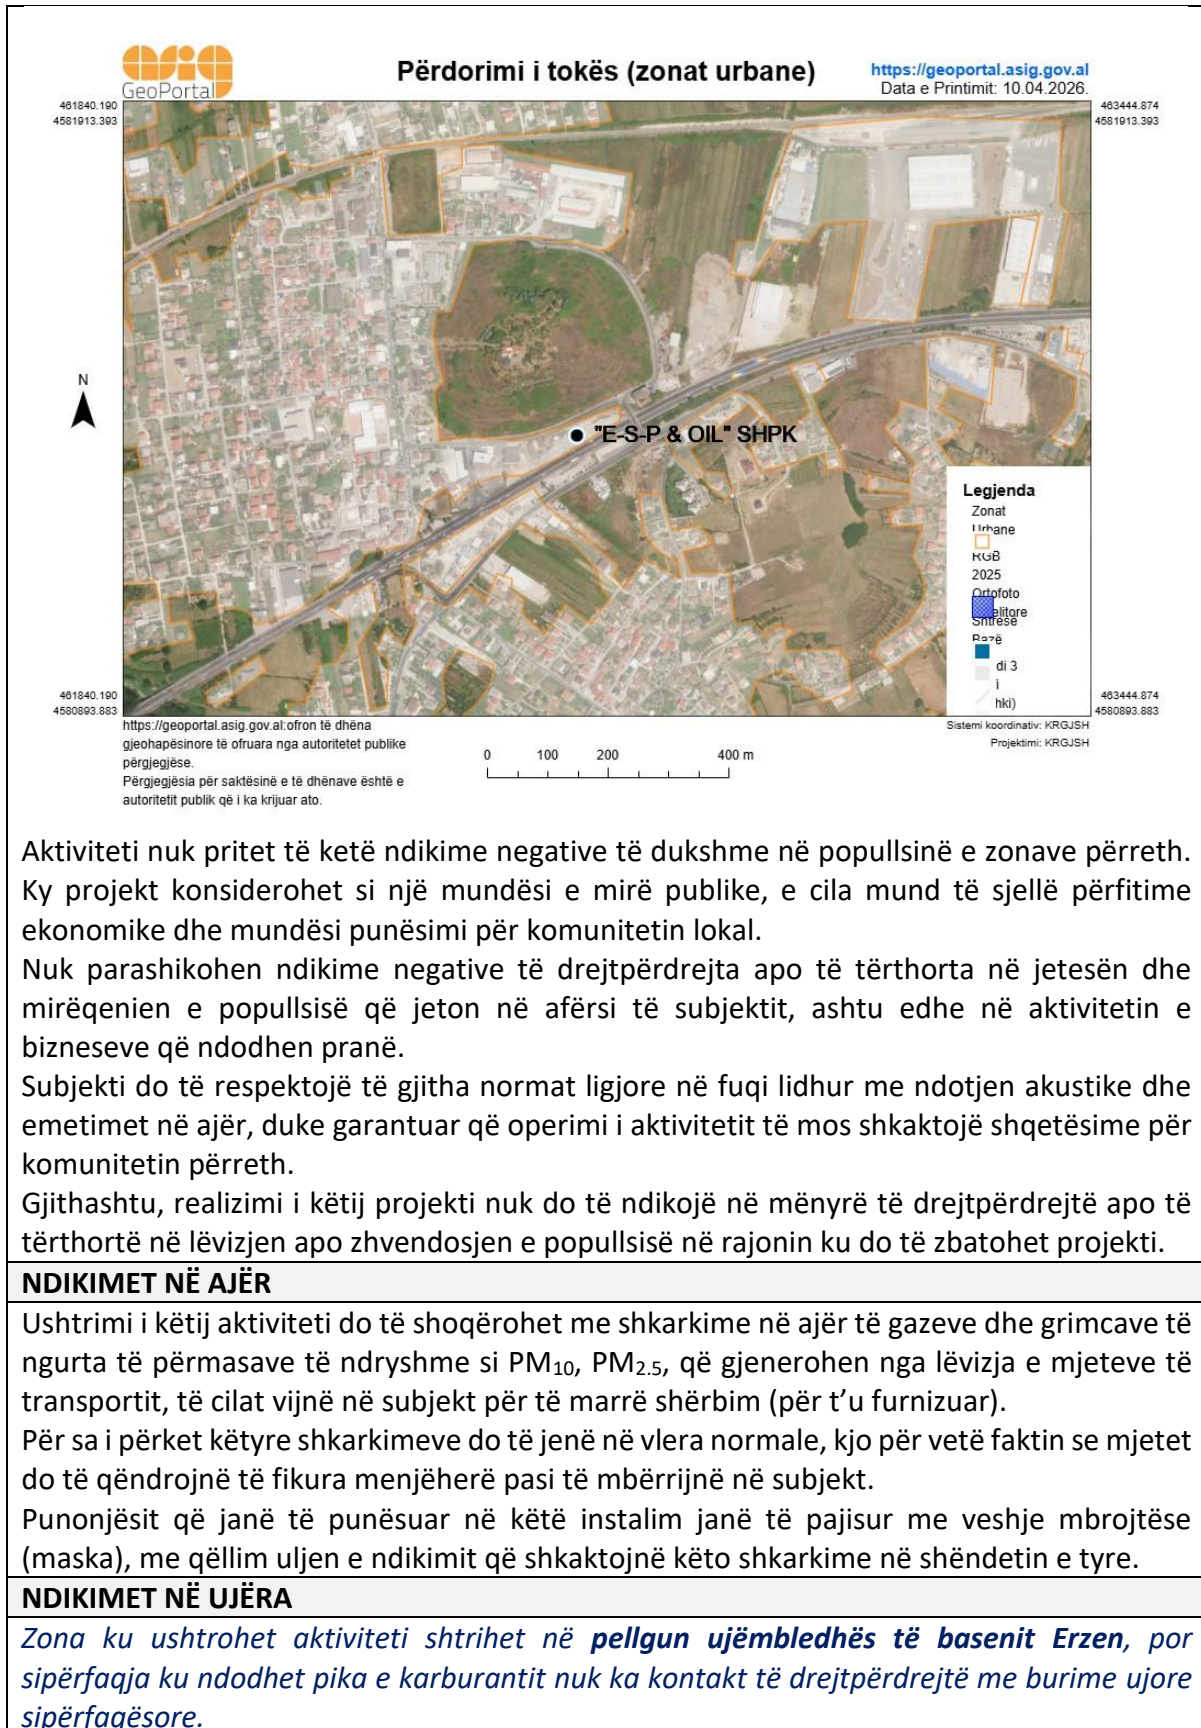 asig
GeoPortal
Përdorimi i tokës (zonat urbane)
https://geoportal.asig.gov.al
Data e Printimit: 10.04.2026.
461840.190
4581913.393
463444.874
4581913.393
N
"E-S-P & OIL" SHPK
Legjenda
Zonat
Urbane
RGB
2025
Ortofoto
elitore
Shtresë
Bazë
di 3
i
hki)
461840.190
4580893.883
463444.874
4580893.883
https://geoportal.asig.gov.al:ofron të dhëna
gjeohapësinore të ofruara nga autoritetet publike
përgjegjëse.
Përgjegjësia për saktësinë e të dhënave është e
autoritetit publik që i ka krijuar ato.
0 100 200 400 m
Sistemi koordinativ: KRGJSH
Projektimi: KRGJSH
Aktiviteti nuk pritet të ketë ndikime negative të dukshme në popullsinë e zonave përreth.
Ky projekt konsiderohet si një mundësi e mirë publike, e cila mund të sjellë përfitime
ekonomike dhe mundësi punësimi për komunitetin lokal.
Nuk parashikohen ndikime negative të drejtpërdrejta apo të tërthorta në jetesën dhe
mirëqenien e popullsisë që jeton në afërsi të subjektit, ashtu edhe në aktivitetin e
bizneseve që ndodhen pranë.
Subjekti do të respektojë të gjitha normat ligjore në fuqi lidhur me ndotjen akustike dhe
emetimet në ajër, duke garantuar që operimi i aktivitetit të mos shkaktojë shqetësime për
komunitetin përreth.
Gjithashtu, realizimi i këtij projekti nuk do të ndikojë në mënyrë të drejtpërdrejtë apo të
tërthortë në lëvizjen apo zhvendosjen e popullsisë në rajonin ku do të zbatohet projekti.
NDIKIMET NË AJËR
Ushtrimi i këtij aktiviteti do të shoqërohet me shkarkime në ajër të gazeve dhe grimcave të
ngurta të përmasave të ndryshme si PM10, PM2.5, që gjenerohen nga lëvizja e mjeteve të
transportit, të cilat vijnë në subjekt për të marrë shërbim (për t’u furnizuar).
Për sa i përket këtyre shkarkimeve do të jenë në vlera normale, kjo për vetë faktin se mjetet
do të qëndrojnë të fikura menjëherë pasi të mbërrijnë në subjekt.
Punonjësit që janë të punësuar në këtë instalim janë të pajisur me veshje mbrojtëse
(maska), me qëllim uljen e ndikimit që shkaktojnë këto shkarkime në shëndetin e tyre.
NDIKIMET NË UJËRA
Zona ku ushtrohet aktiviteti shtrihet në pellgun ujëmbledhës të basenit Erzen, por
sipërfaqja ku ndodhet pika e karburantit nuk ka kontakt të drejtpërdrejtë me burime ujore
sipërfaqësore.